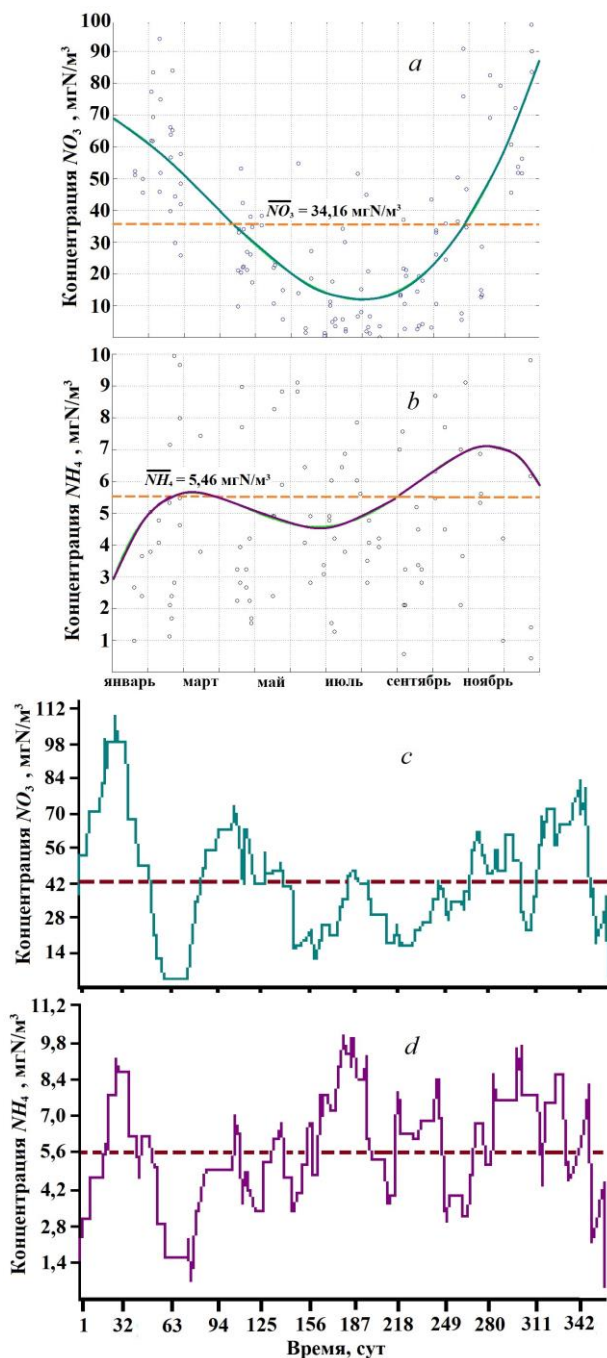 Концентрация NO3 , мгN/м³
100
90
80
70
60
50
40
30
20
10
a
NO3 = 34,16 мгN/м³
Концентрация NH4 , мгN/м³
10
9
8
7
6
5
4
3
2
1
b
NH4 = 5,46 мгN/м³
январь март май июль сентябрь ноябрь
Концентрация NO3 , мгN/м³
112
98
84
70
56
42
28
14
c
Концентрация NH4 , мгN/м³
11,2
9,8
8,4
7,0
5,6
4,2
2,8
1,4
d
1 32 63 94 125 156 187 218 249 280 311 342
Время, сут